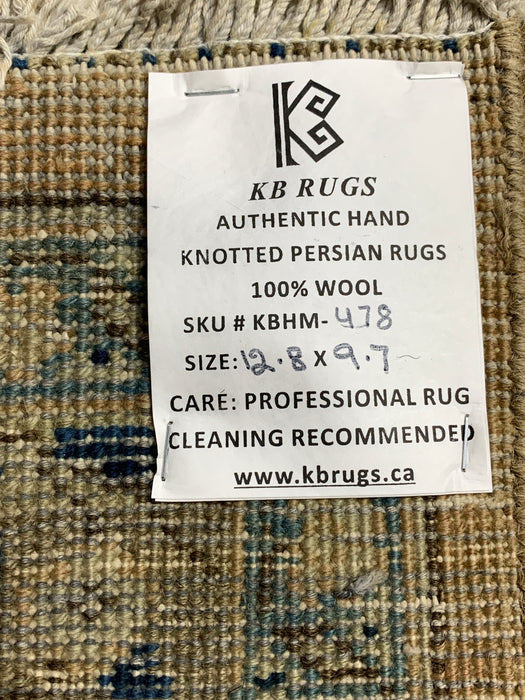 KB RUGS
AUTHENTIC HAND
KNOTTED PERSIAN RUGS
100% WOOL
SKU # KBHM-478
SIZE: 12.8 X 9.7
CARE: PROFESSIONAL RUG
CLEANING RECOMMENDED
www.kbrugs.ca